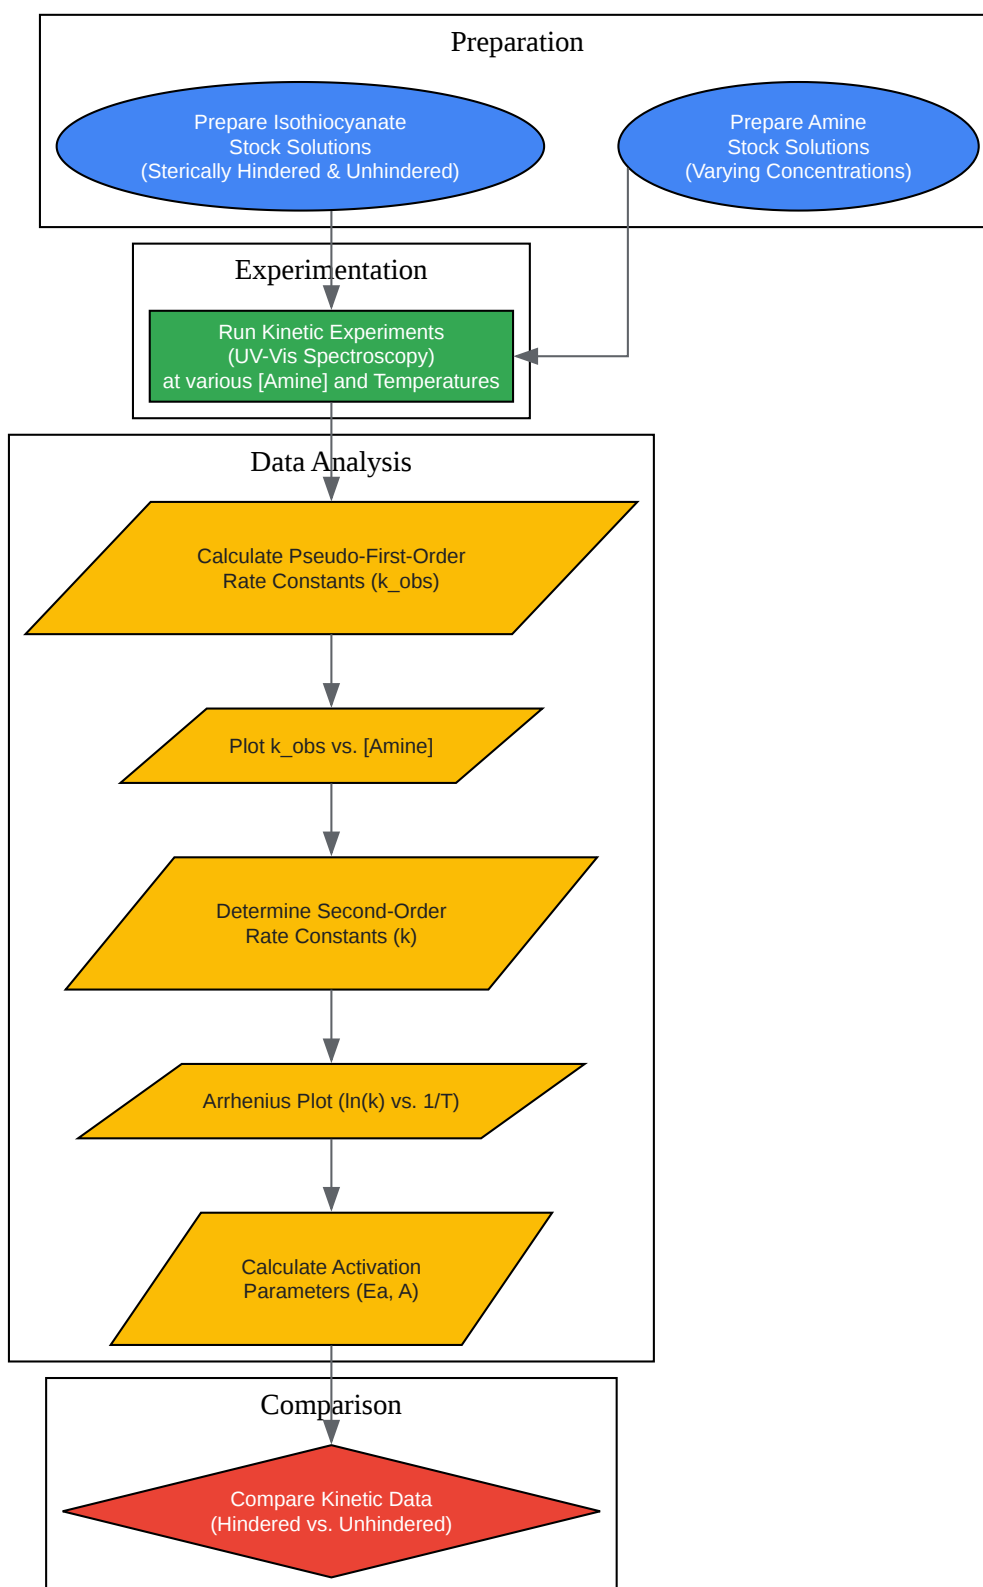 Preparation
Prepare Isothiocyanate
Stock Solutions
(Sterically Hindered & Unhindered)
Prepare Amine
Stock Solutions
(Varying Concentrations)
Experimentation
Run Kinetic Experiments
(UV-Vis Spectroscopy)
at various [Amine] and Temperatures
Data Analysis
Calculate Pseudo-First-Order
Rate Constants (k_obs)
Plot k_obs vs. [Amine]
Determine Second-Order
Rate Constants (k)
Arrhenius Plot (ln(k) vs. 1/T)
Calculate Activation
Parameters (Ea, A)
Comparison
Compare Kinetic Data
(Hindered vs. Unhindered)